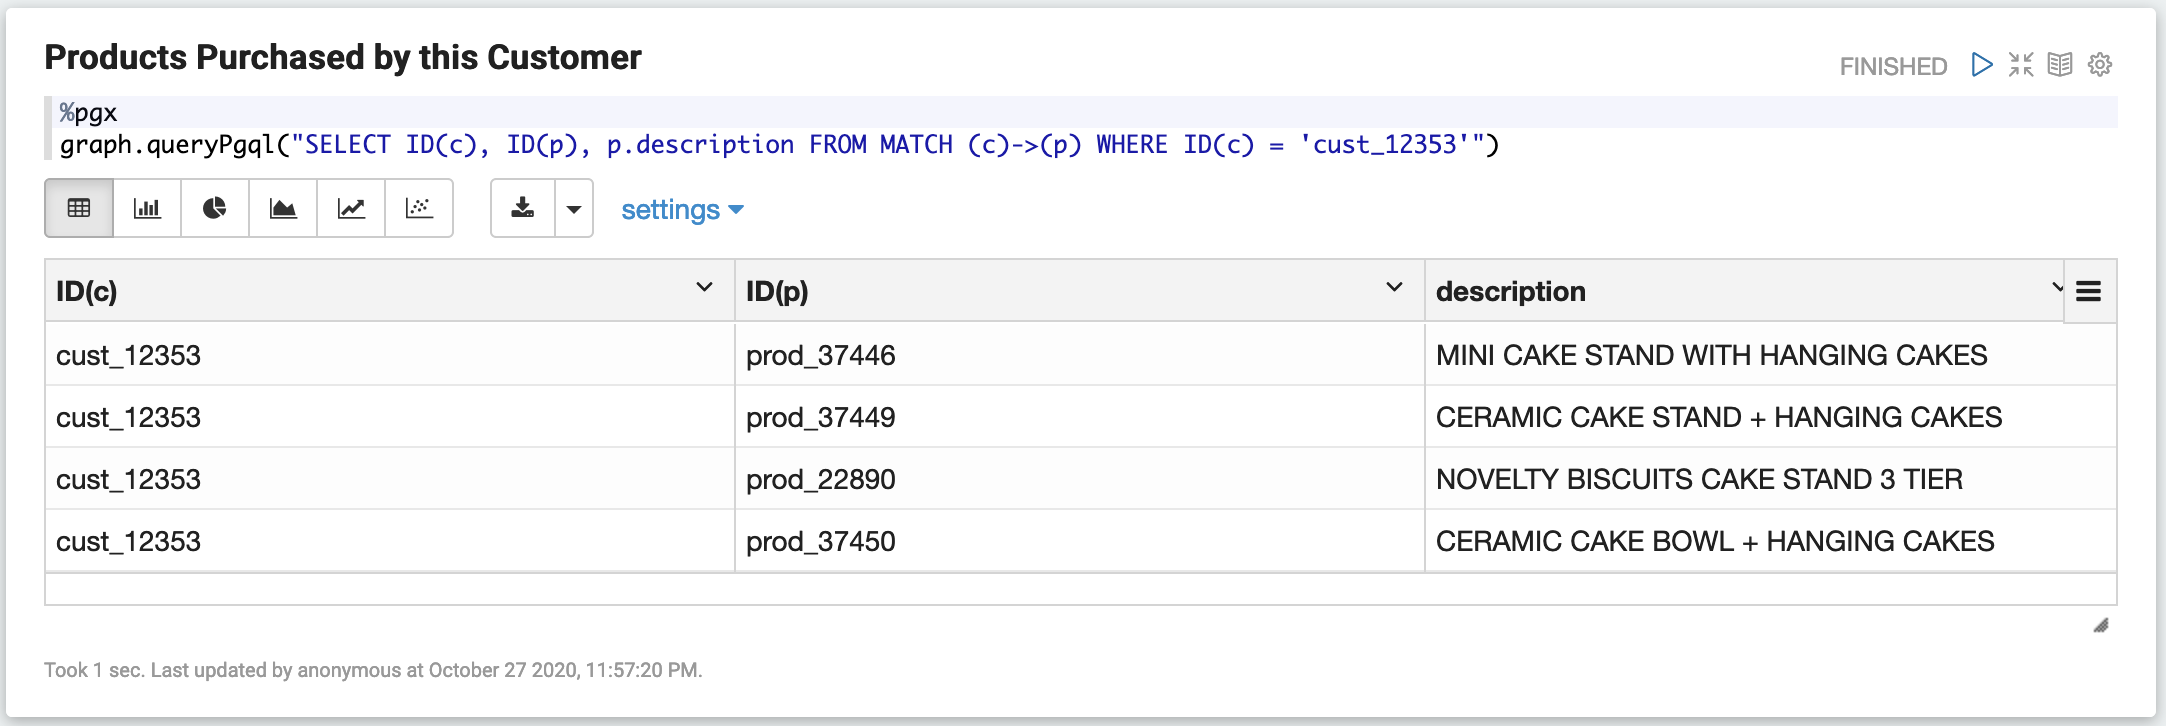 Products Purchased by this Customer
FINISHED
%pgx
graph.queryPgql("SELECT ID(c), ID(p), p.description FROM MATCH (c)->(p) WHERE ID(c) = 'cust_12353'")
settings
ID(c) ID(p) description
cust_12353 prod_37446 MINI CAKE STAND WITH HANGING CAKES
cust_12353 prod_37449 CERAMIC CAKE STAND + HANGING CAKES
cust_12353 prod_22890 NOVELTY BISCUITS CAKE STAND 3 TIER
cust_12353 prod_37450 CERAMIC CAKE BOWL + HANGING CAKES
Took 1 sec. Last updated by anonymous at October 27 2020, 11:57:20 PM.